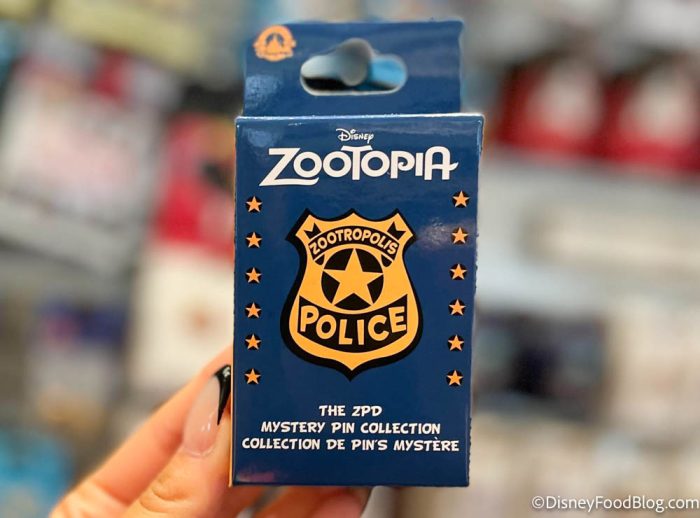 Disney
ZOOTOPIA
ZOOTROPOLIS
POLICE
THE ZPD
MYSTERY PIN COLLECTION
COLLECTION DE PIN'S MYSTÈRE
©DisneyFoodBlog.com